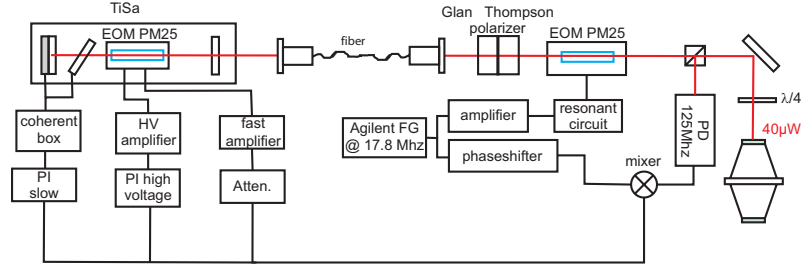 TiSa
EOM PM25
fiber
Glan Thompson
polarizer
EOM PM25
λ/4
coherent
box
HV
amplifier
fast
amplifier
Agilent FG
@ 17.8 Mhz
amplifier
resonant
circuit
phaseshifter
mixer
PD
125Mhz
40µW
PI
slow
PI high
voltage
Atten.